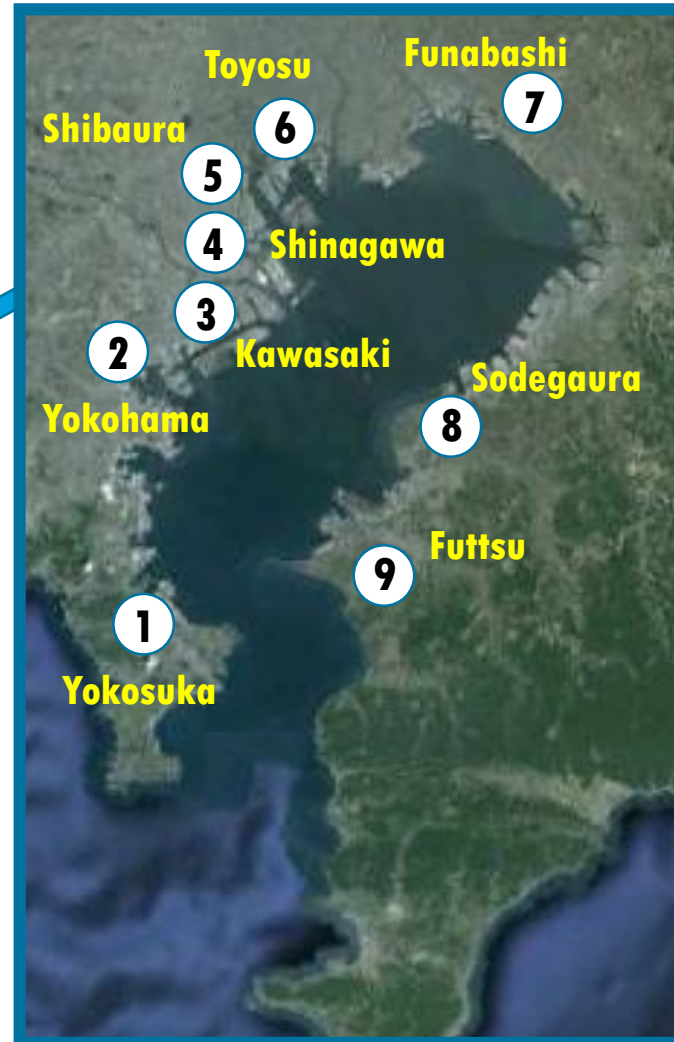 Funabashi
7
Toyosu
6
Shibaura
5
4
Shinagawa
3
Kawasaki
2
Yokohama
Sodegaura
8
Futtsu
9
1
Yokosuka